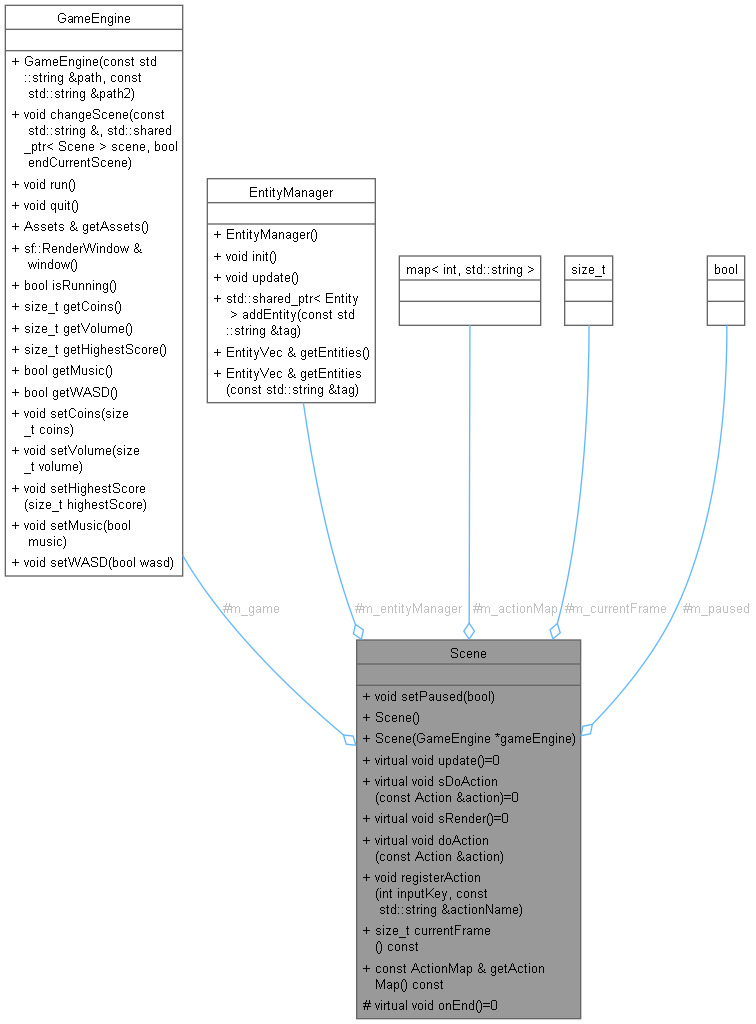 GameEngine
+ GameEngine(const std
::string &path, const
std::string &path2)
+ void changeScene(const
std::string &, std::shared
_ptr< Scene > scene, bool
endCurrentScene)
+ void run()
+ void quit()
+ Assets & getAssets()
+ sf::RenderWindow &
window()
+ bool isRunning()
+ size_t getCoins()
+ size_t getVolume()
+ size_t getHighestScore()
+ bool getMusic()
+ bool getWASD()
+ void setCoins(size
_t coins)
+ void setVolume(size
_t volume)
+ void setHighestScore
(size_t highestScore)
+ void setMusic(bool
music)
+ void setWASD(bool wasd)
EntityManager
+ EntityManager()
+ void init()
+ void update()
+ std::shared_ptr< Entity
> addEntity(const std
::string &tag)
+ EntityVec & getEntities()
+ EntityVec & getEntities
(const std::string &tag)
map< int, std::string >
size_t
bool
#m_game
#m_entityManager
#m_actionMap
#m_currentFrame
#m_paused
Scene
+ void setPaused(bool)
+ Scene()
+ Scene(GameEngine *gameEngine)
+ virtual void update()=0
+ virtual void sDoAction
(const Action &action)=0
+ virtual void sRender()=0
+ virtual void doAction
(const Action &action)
+ void registerAction
(int inputKey, const
std::string &actionName)
+ size_t currentFrame
() const
+ const ActionMap & getAction
Map() const
# virtual void onEnd()=0